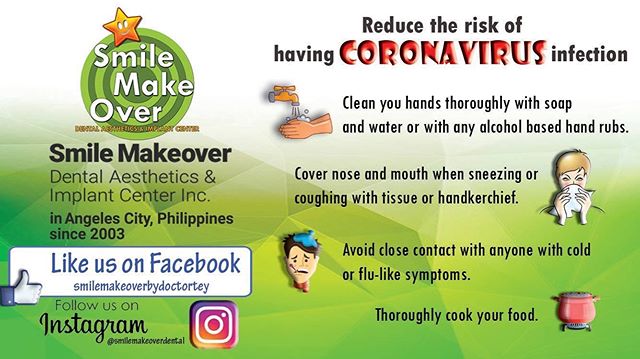 Smile
Make
Over
DENTAL AESTHETICS & IMPLANT CENTER
Smile Makeover
Dental Aesthetics &
Implant Center Inc.
in Angeles City, Philippines
since 2003
Like us on Facebook
smilemakeoverbydoctortey
Follow us on
Instagram
@smilemakeoverdental
Reduce the risk of
having CORONAVIRUS infection
Clean you hands thoroughly with soap
and water or with any alcohol based hand rubs.
Cover nose and mouth when sneezing or
coughing with tissue or handkerchief.
Avoid close contact with anyone with cold
or flu-like symptoms.
Thoroughly cook your food.